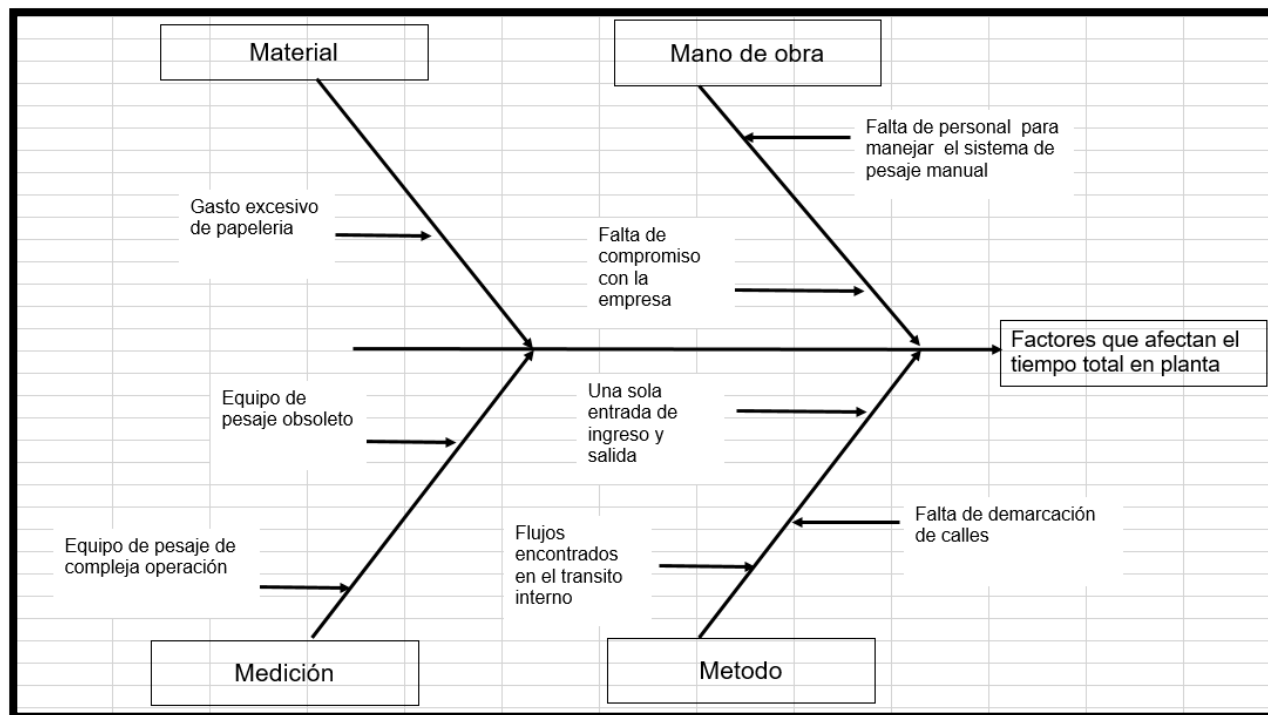 Material
Mano de obra
Falta de personal para
manejar el sistema de
pesaje manual
Gasto excesivo
de papeleria
Falta de
compromiso
con la
empresa
Factores que afectan el
tiempo total en planta
Equipo de
pesaje obsoleto
Una sola
entrada de
ingreso y
salida
Equipo de pesaje de
compleja operación
Flujos
encontrados
en el transito
interno
Falta de demarcación
de calles
Medición
Metodo